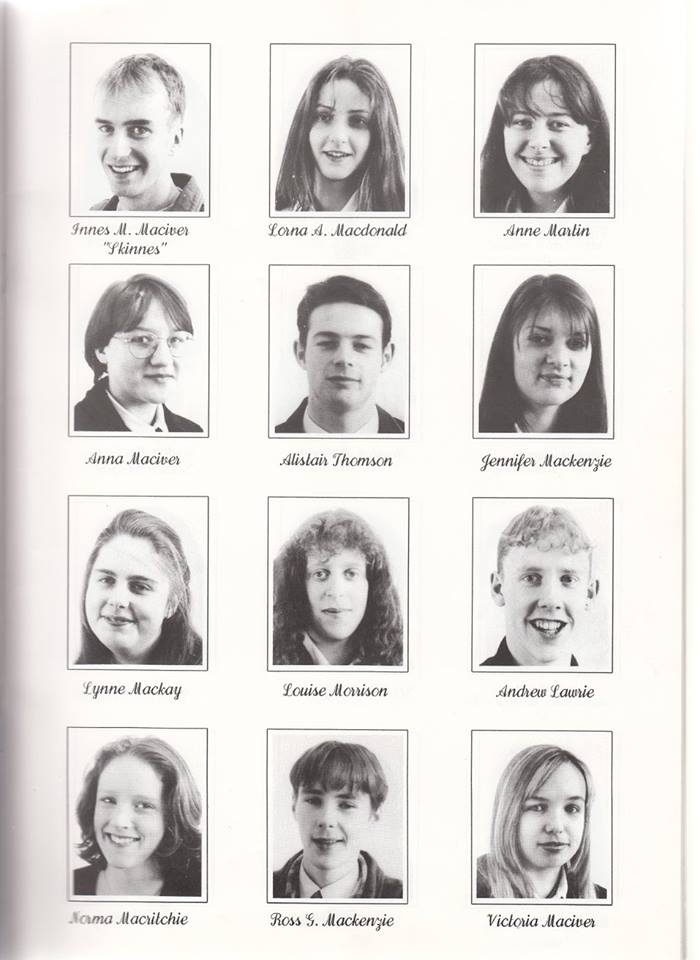 Innes M. Maciver
"Skinnes"
Lorna A. Macdonald
Anne Martin
Anna Maciver
Alistair Thomson
Jennifer Mackenzie
Lynne Mackay
Louise Morrison
Andrew Lawrie
Norma Macritchie
Ross G. Mackenzie
Victoria Maciver